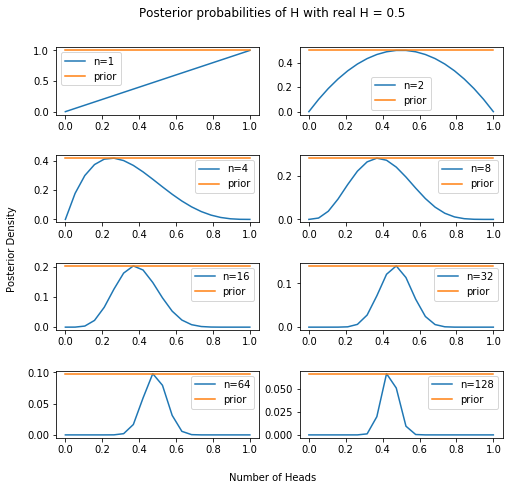 Posterior probabilities of H with real H = 0.5
1.0
0.5
0.0
n=1
prior
0.0 0.2 0.4 0.6 0.8 1.0
0.4
0.2
0.0
n=2
prior
0.0 0.2 0.4 0.6 0.8 1.0
0.4
0.2
0.0
n=4
prior
0.0 0.2 0.4 0.6 0.8 1.0
0.2
0.0
n=8
prior
0.0 0.2 0.4 0.6 0.8 1.0
Posterior Density
0.2
0.1
0.0
n=16
prior
0.0 0.2 0.4 0.6 0.8 1.0
0.1
0.0
n=32
prior
0.0 0.2 0.4 0.6 0.8 1.0
0.10
0.05
0.00
n=64
prior
0.0 0.2 0.4 0.6 0.8 1.0
0.050
0.025
0.000
n=128
prior
0.0 0.2 0.4 0.6 0.8 1.0
Number of Heads